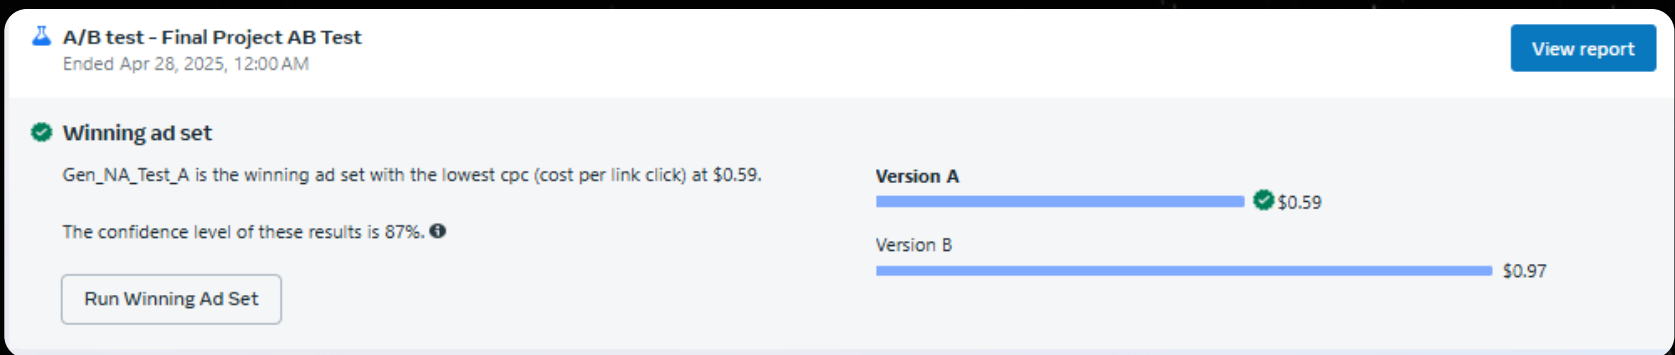 A/B test - Final Project AB Test
Ended Apr 28, 2025, 12:00 AM
View report
Winning ad set
Gen_NA_Test_A is the winning ad set with the lowest cpc (cost per link click) at $0.59.
The confidence level of these results is 87%.
Run Winning Ad Set
Version A
$0.59
Version B
$0.97